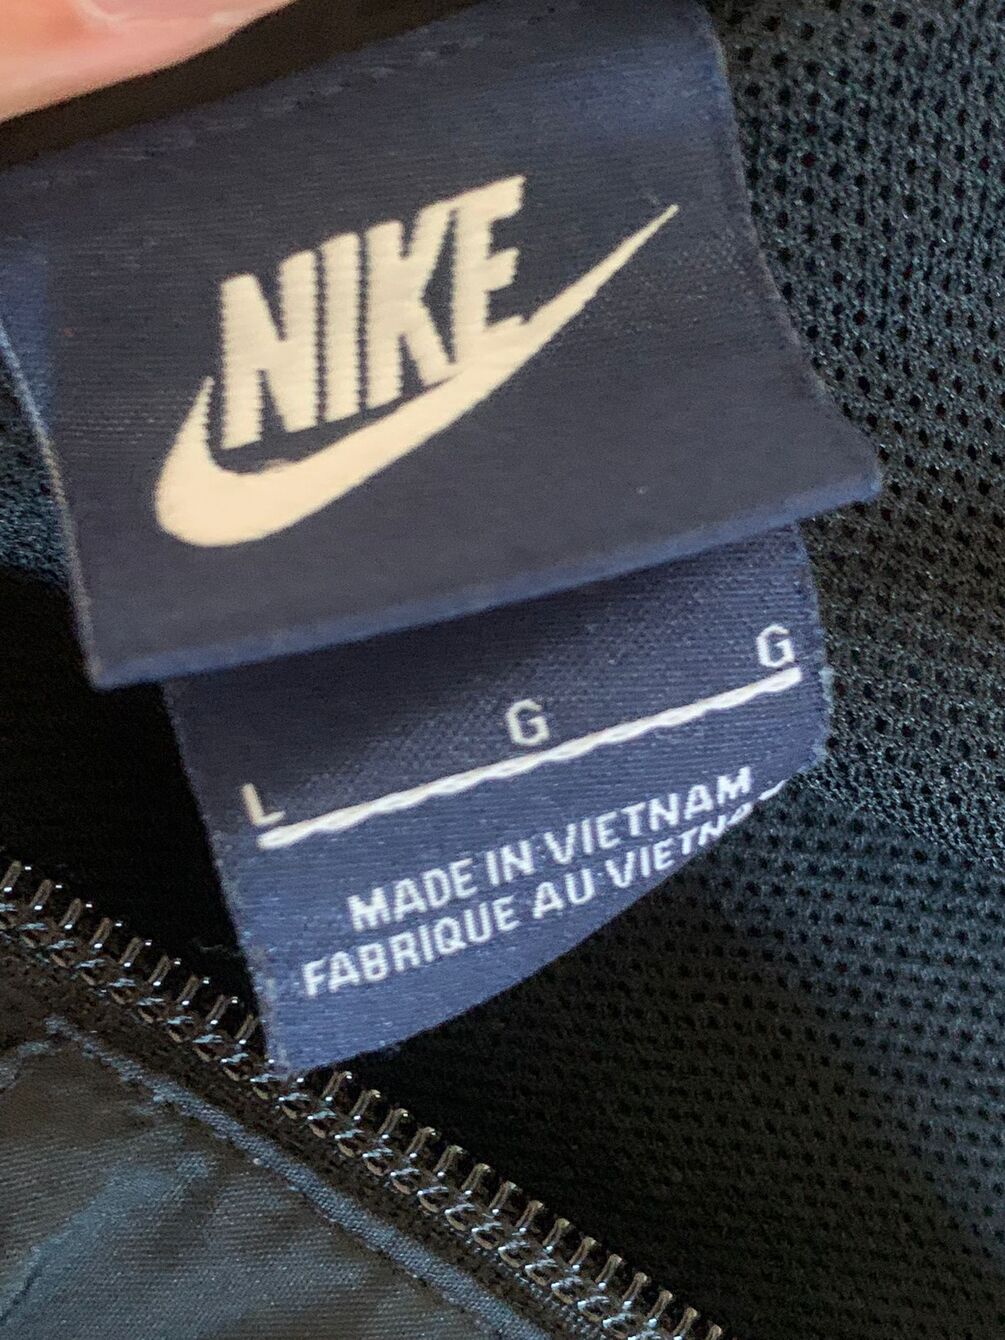 NIKE
L G G
MADE IN VIETNAM
FABRIQUE AU